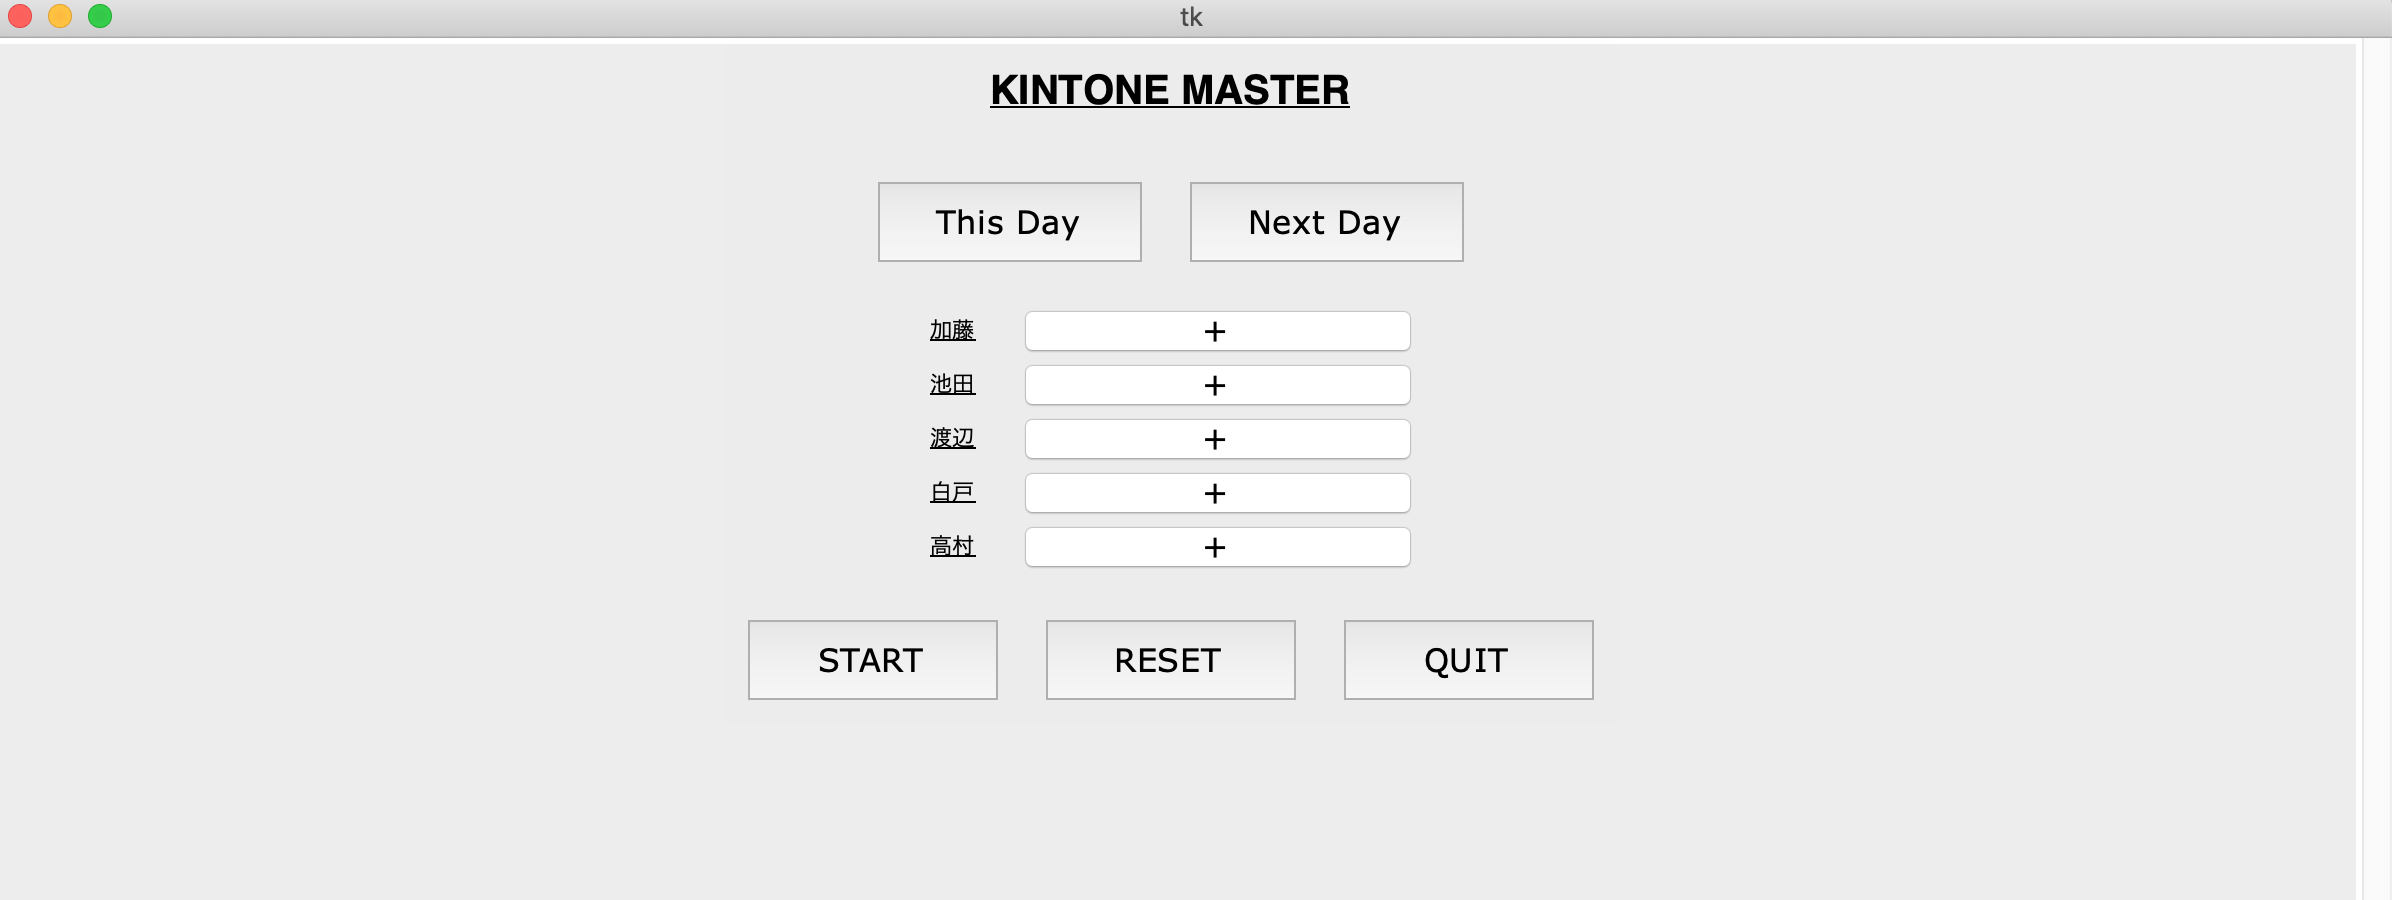 tk
KINTONE MASTER
This Day Next Day
加藤 +
池田 +
渡辺 +
白戸 +
高村 +
START RESET QUIT